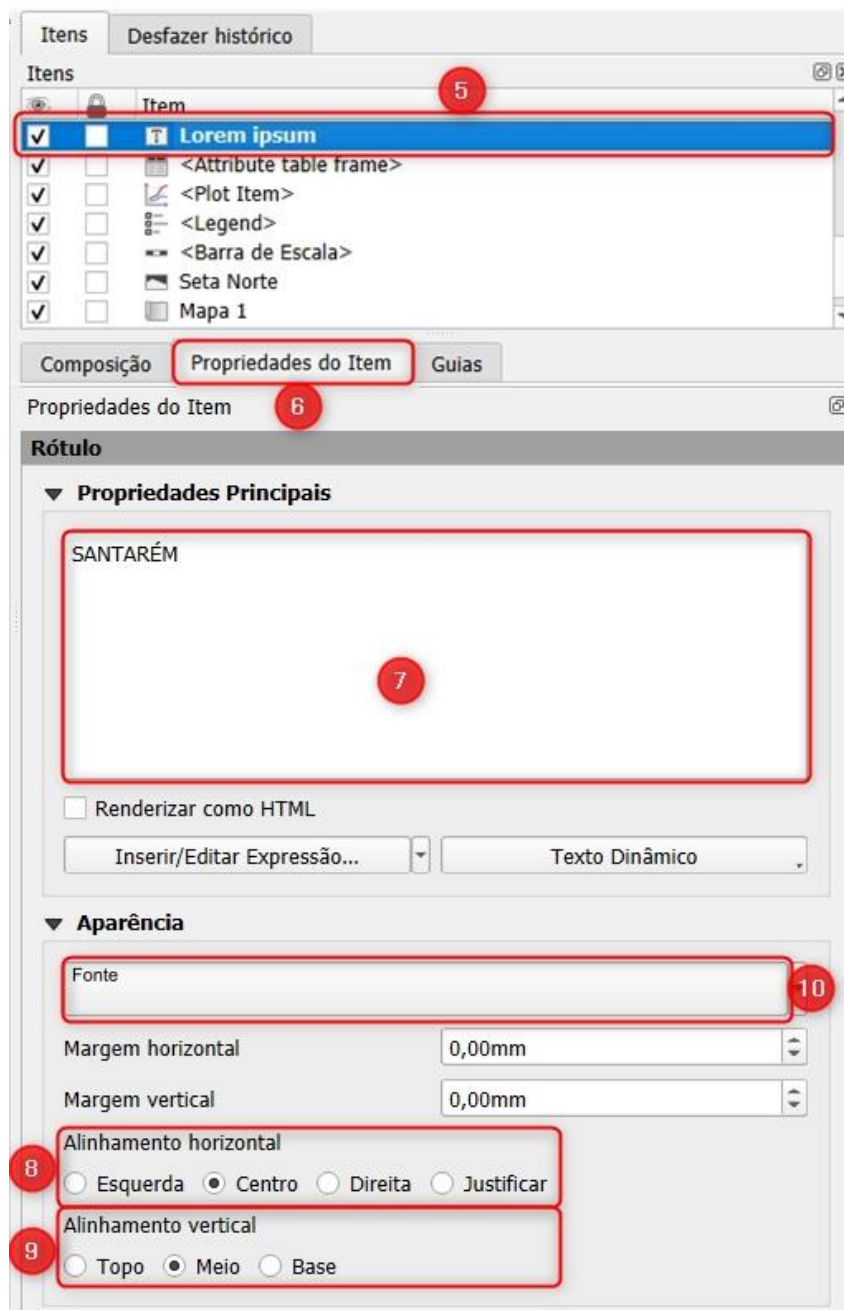 Itens Desfazer histórico
Itens
5
Item
Lorem ipsum
<Attribute table frame>
<Plot Item>
<Legend>
<Barra de Escala>
Seta Norte
Mapa 1
Composição Propriedades do Item Guias
Propriedades do Item 6
Rótulo
Propriedades Principais
SANTARÉM
7
Renderizar como HTML
Inserir/Editar Expressão... Texto Dinâmico
Aparência
Fonte
10
Margem horizontal 0,00mm
Margem vertical 0,00mm
Alinhamento horizontal
8
Esquerda Centro Direita Justificar
Alinhamento vertical
9
Topo Meio Base